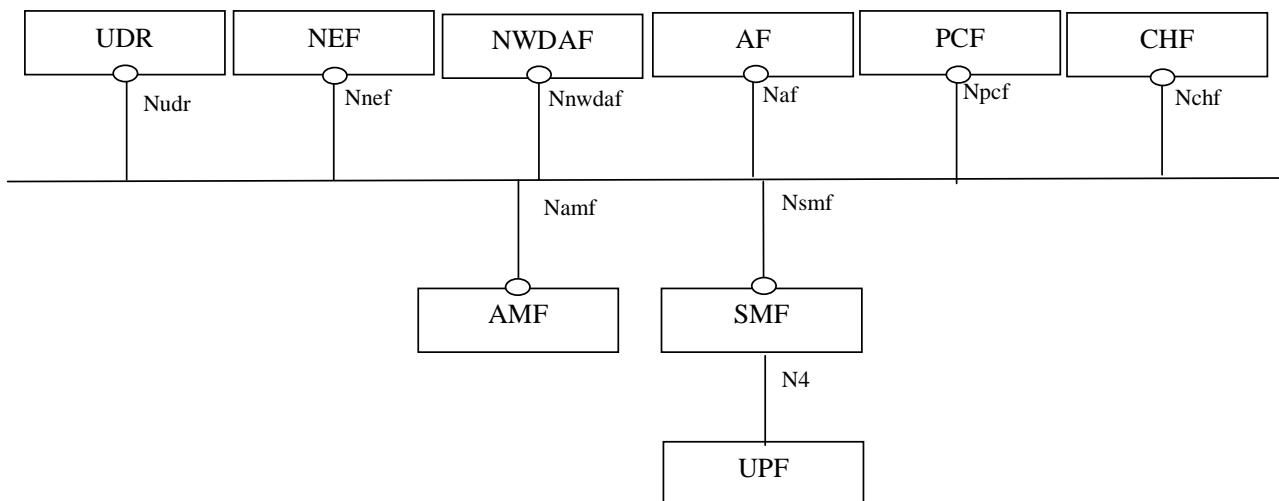 UDR NEF NWDAF AF PCF CHF
Nudr Nnef Nnwdaf Naf Npcf Nchf
Namf Nsmf
AMF SMF
N4
UPF